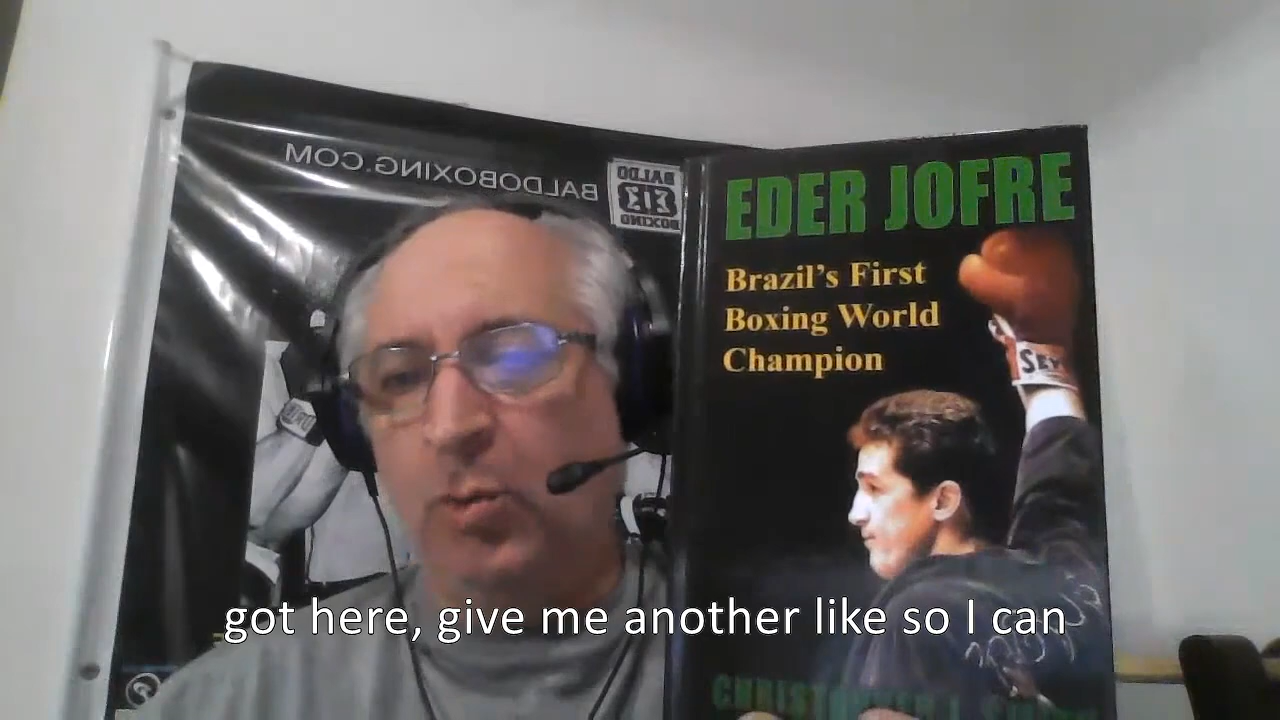 BALDOBOXING.COM
BALDO
BB
BOXING
EDER JOFRE
Brazil's First
Boxing World
Champion
got here, give me another like so I can